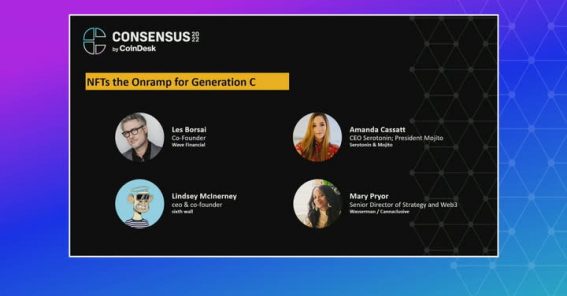 CONSENSUS 20 22
by CoinDesk
NFTs the Onramp for Generation C
Les Borsai
Co-Founder
Wave Financial
Amanda Cassatt
CEO Serotonin; President Mojito
Serotonin & Mojito
Lindsey McInerney
ceo & co-founder
sixth wall
Mary Pryor
Senior Director of Strategy and Web3
Wasserman / Cannaclusive